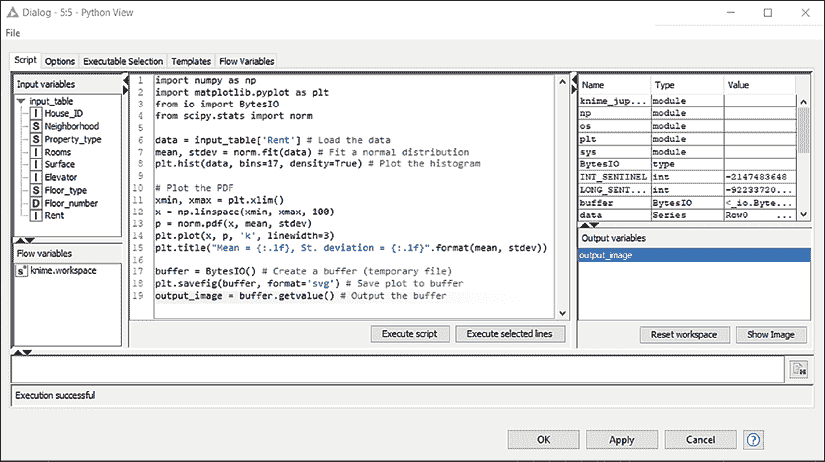 Dialog - 5:5 - Python View
File
Script Options Executable Selection Templates Flow Variables
Input variables
input_table
I House_ID
S Neighborhood
S Property_type
I Rooms
I Surface
I Elevator
S Floor_type
D Floor_number
I Rent
Flow variables
s knime.workspace
1 import numpy as np
2 import matplotlib.pyplot as plt
3 from io import BytesIO
4 from scipy.stats import norm
5
6 data = input_table['Rent'] # Load the data
7 mean, stdev = norm.fit(data) # Fit a normal distribution
8 plt.hist(data, bins=17, density=True) # Plot the histogram
9
10 # Plot the PDF
11 xmin, xmax = plt.xlim()
12 x = np.linspace(xmin, xmax, 100)
13 p = norm.pdf(x, mean, stdev)
14 plt.plot(x, p, 'k', linewidth=3)
15 plt.title("Mean = {:.1f}, St. deviation = {:.1f}".format(mean, stdev))
16
17 buffer = BytesIO() # Create a buffer (temporary file)
18 plt.savefig(buffer, format='svg') # Save plot to buffer
19 output_image = buffer.getvalue() # Output the buffer
Execute script Execute selected lines
Name Type Value
knime_jup... module
np module
os module
plt module
sys module
BytesIO type
INT_SENTINEL int -2147483648
LONG_SENT... int -92233720...
buffer BytesIO <_io.Byte...
data Series Row0 ...
Output variables
output_image
Reset workspace Show Image
Execution successful
OK Apply Cancel ?